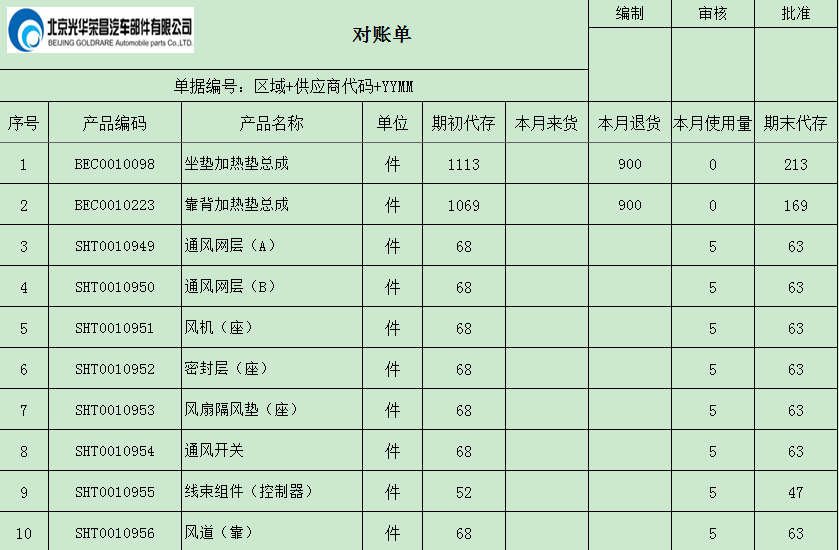 北京光华荣昌汽车部件有限公司
BEIJING GOLDRARE Automobile parts Co.,LTD.
对账单
编制 审核 批准
单据编号：区域+供应商代码+YYMM
序号 产品编码 产品名称 单位 期初代存 本月来货 本月退货 本月使用量 期末代存
1 BEC0010098 坐垫加热垫总成 件 1113 900 0 213
2 BEC0010223 靠背加热垫总成 件 1069 900 0 169
3 SHT0010949 通风网层（A） 件 68 5 63
4 SHT0010950 通风网层（B） 件 68 5 63
5 SHT0010951 风机（座） 件 68 5 63
6 SHT0010952 密封层（座） 件 68 5 63
7 SHT0010953 风扇隔风垫（座） 件 68 5 63
8 SHT0010954 通风开关 件 68 5 63
9 SHT0010955 线束组件（控制器） 件 52 5 47
10 SHT0010956 风道（靠） 件 68 5 63